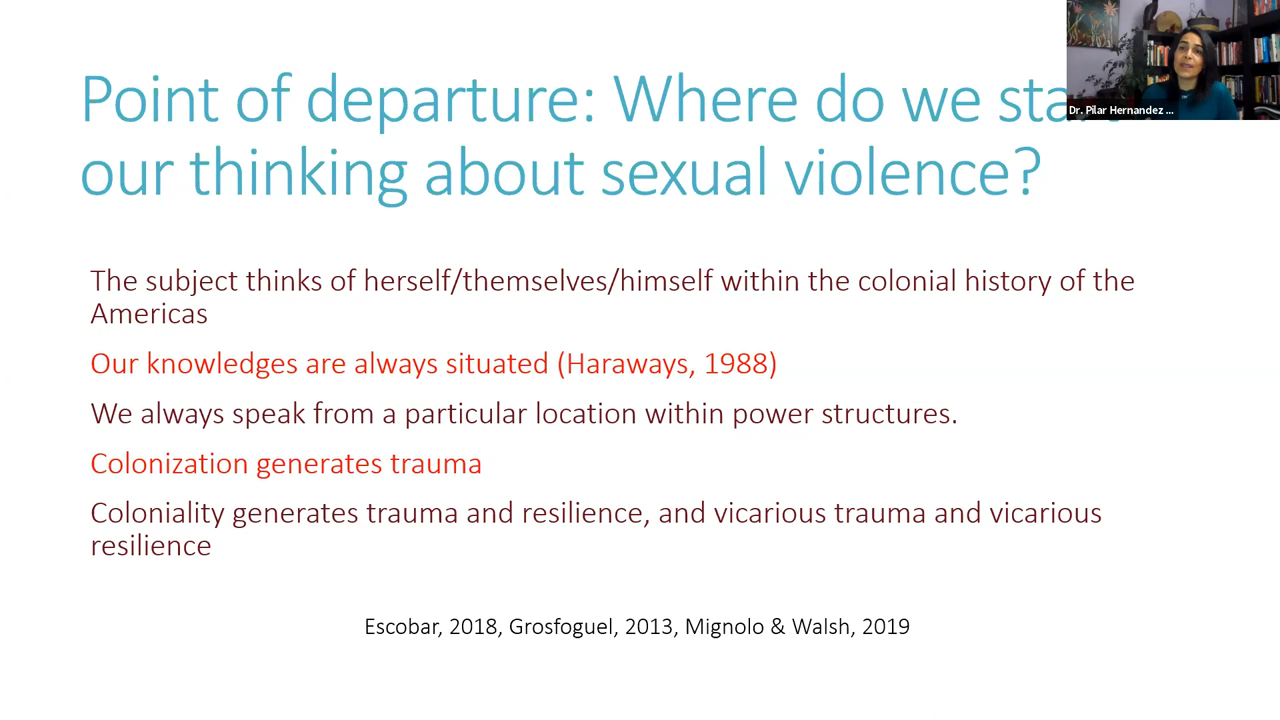 Point of departure: Where do we
our thinking about sexual violence?
Dr. Pilar Hernandez ...
The subject thinks of herself/themselves/himself within the colonial history of the
Americas
Our knowledges are always situated (Haraways, 1988)
We always speak from a particular location within power structures.
Colonization generates trauma
Coloniality generates trauma and resilience, and vicarious trauma and vicarious
resilience
Escobar, 2018, Grosfoguel, 2013, Mignolo & Walsh, 2019